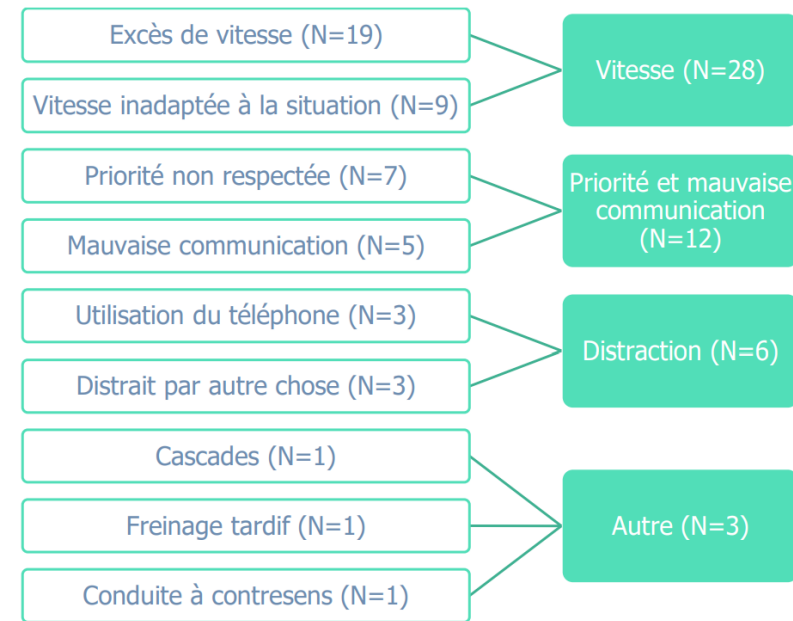 Excès de vitesse (N=19)
Vitesse inadaptée à la situation (N=9)
Vitesse (N=28)
Priorité non respectée (N=7)
Mauvaise communication (N=5)
Priorité et mauvaise
communication
(N=12)
Utilisation du téléphone (N=3)
Distrait par autre chose (N=3)
Distraction (N=6)
Cascades (N=1)
Freinage tardif (N=1)
Conduite à contresens (N=1)
Autre (N=3)